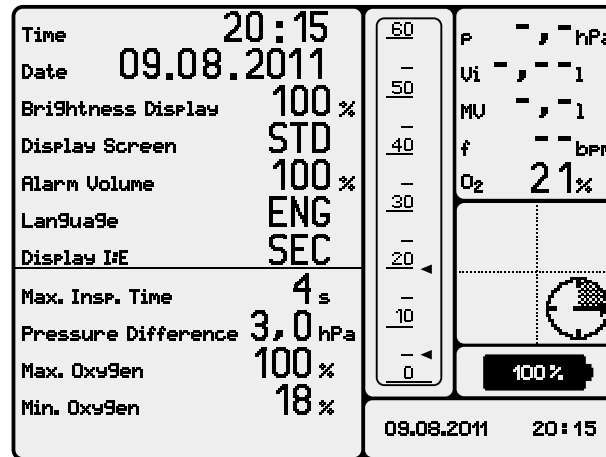 Time 20:15
Date 09.08.2011
Brightness Display 100 %
Display Screen STD
Alarm Volume 100 %
Language ENG
Display I:E SEC
Max. Insp. Time 4 s
Pressure Difference 3,0 hPa
Max. Oxygen 100 %
Min. Oxygen 18 %
60
50
40
30
20
10
0
P -,- hPa
Vi -,-- l
MV -,- l
f -- bpm
O2 21 %
100 %
09.08.2011 20:15